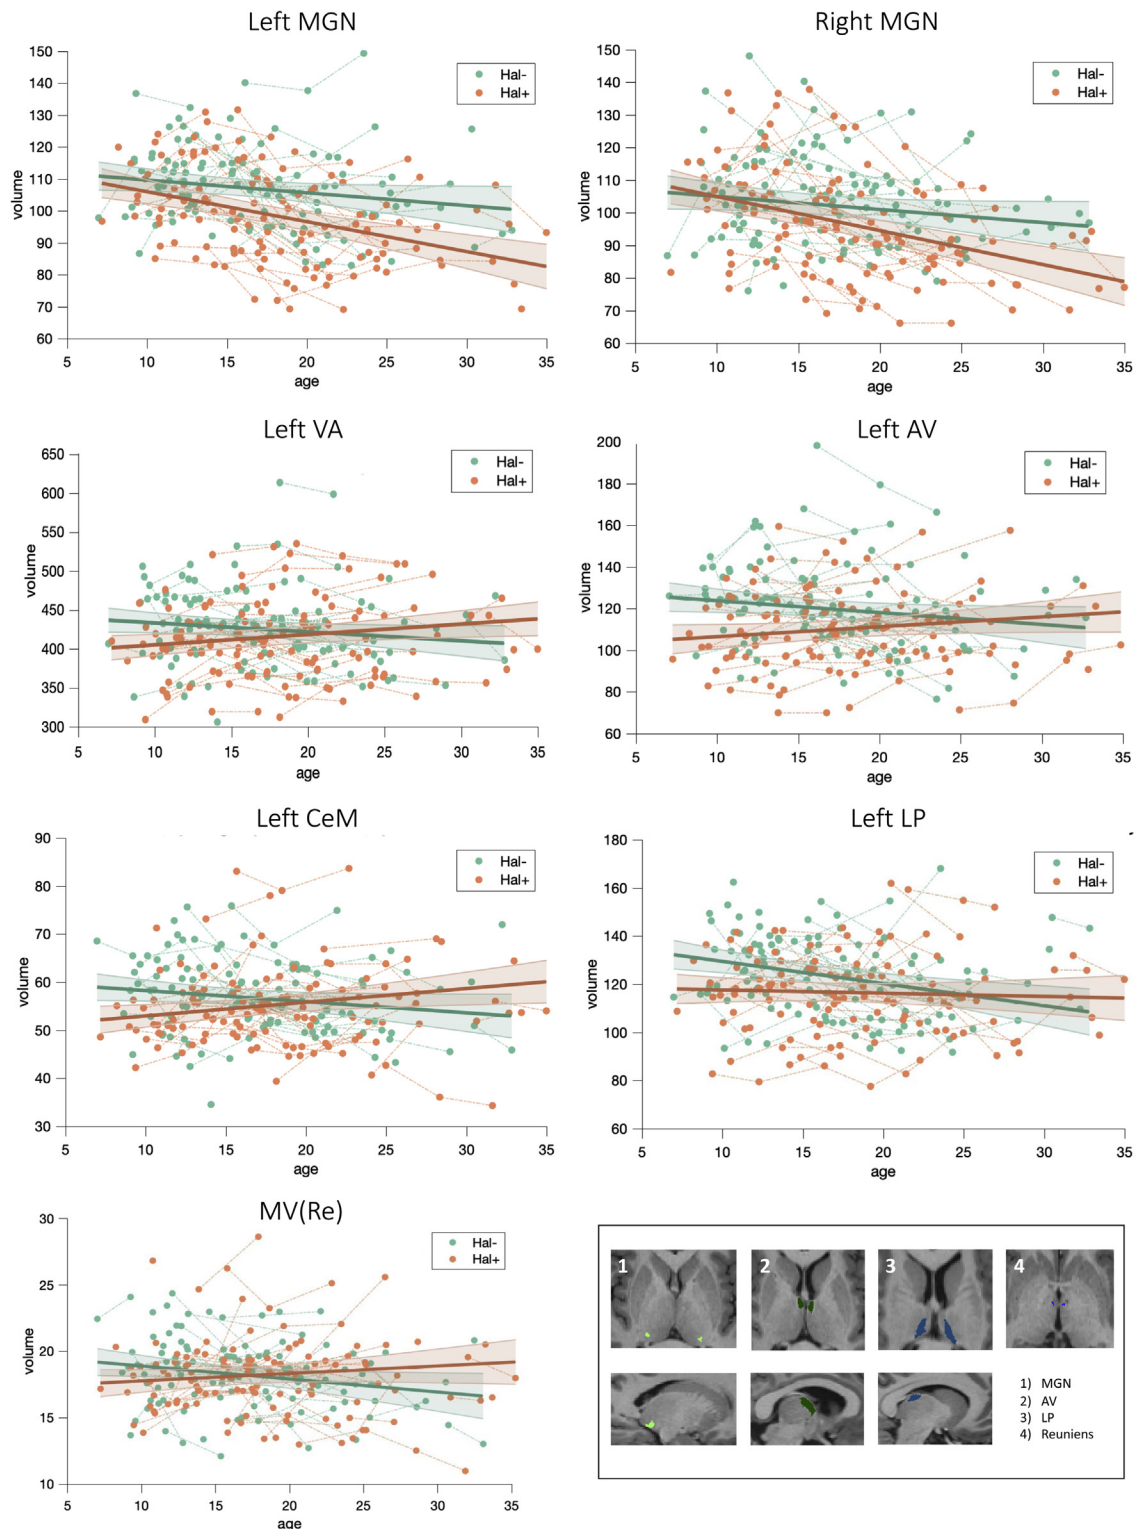 Left MGN
150
140
130
120
110
100
90
80
70
60
volume
5 10 15 20 25 30 35
age
Hal-
Hal+
Right MGN
150
140
130
120
110
100
90
80
70
60
volume
5 10 15 20 25 30 35
age
Hal-
Hal+
Left VA
650
600
550
500
450
400
350
300
volume
5 10 15 20 25 30 35
age
Hal-
Hal+
Left AV
200
180
160
140
120
100
80
60
volume
5 10 15 20 25 30 35
age
Hal-
Hal+
Left CeM
90
80
70
60
50
40
30
volume
5 10 15 20 25 30 35
age
Hal-
Hal+
Left LP
180
160
140
120
100
80
60
volume
5 10 15 20 25 30 35
age
Hal-
Hal+
MV(Re)
30
25
20
15
10
volume
5 10 15 20 25 30 35
age
Hal-
Hal+
1 2 3 4
1) MGN
2) AV
3) LP
4) Reuniens